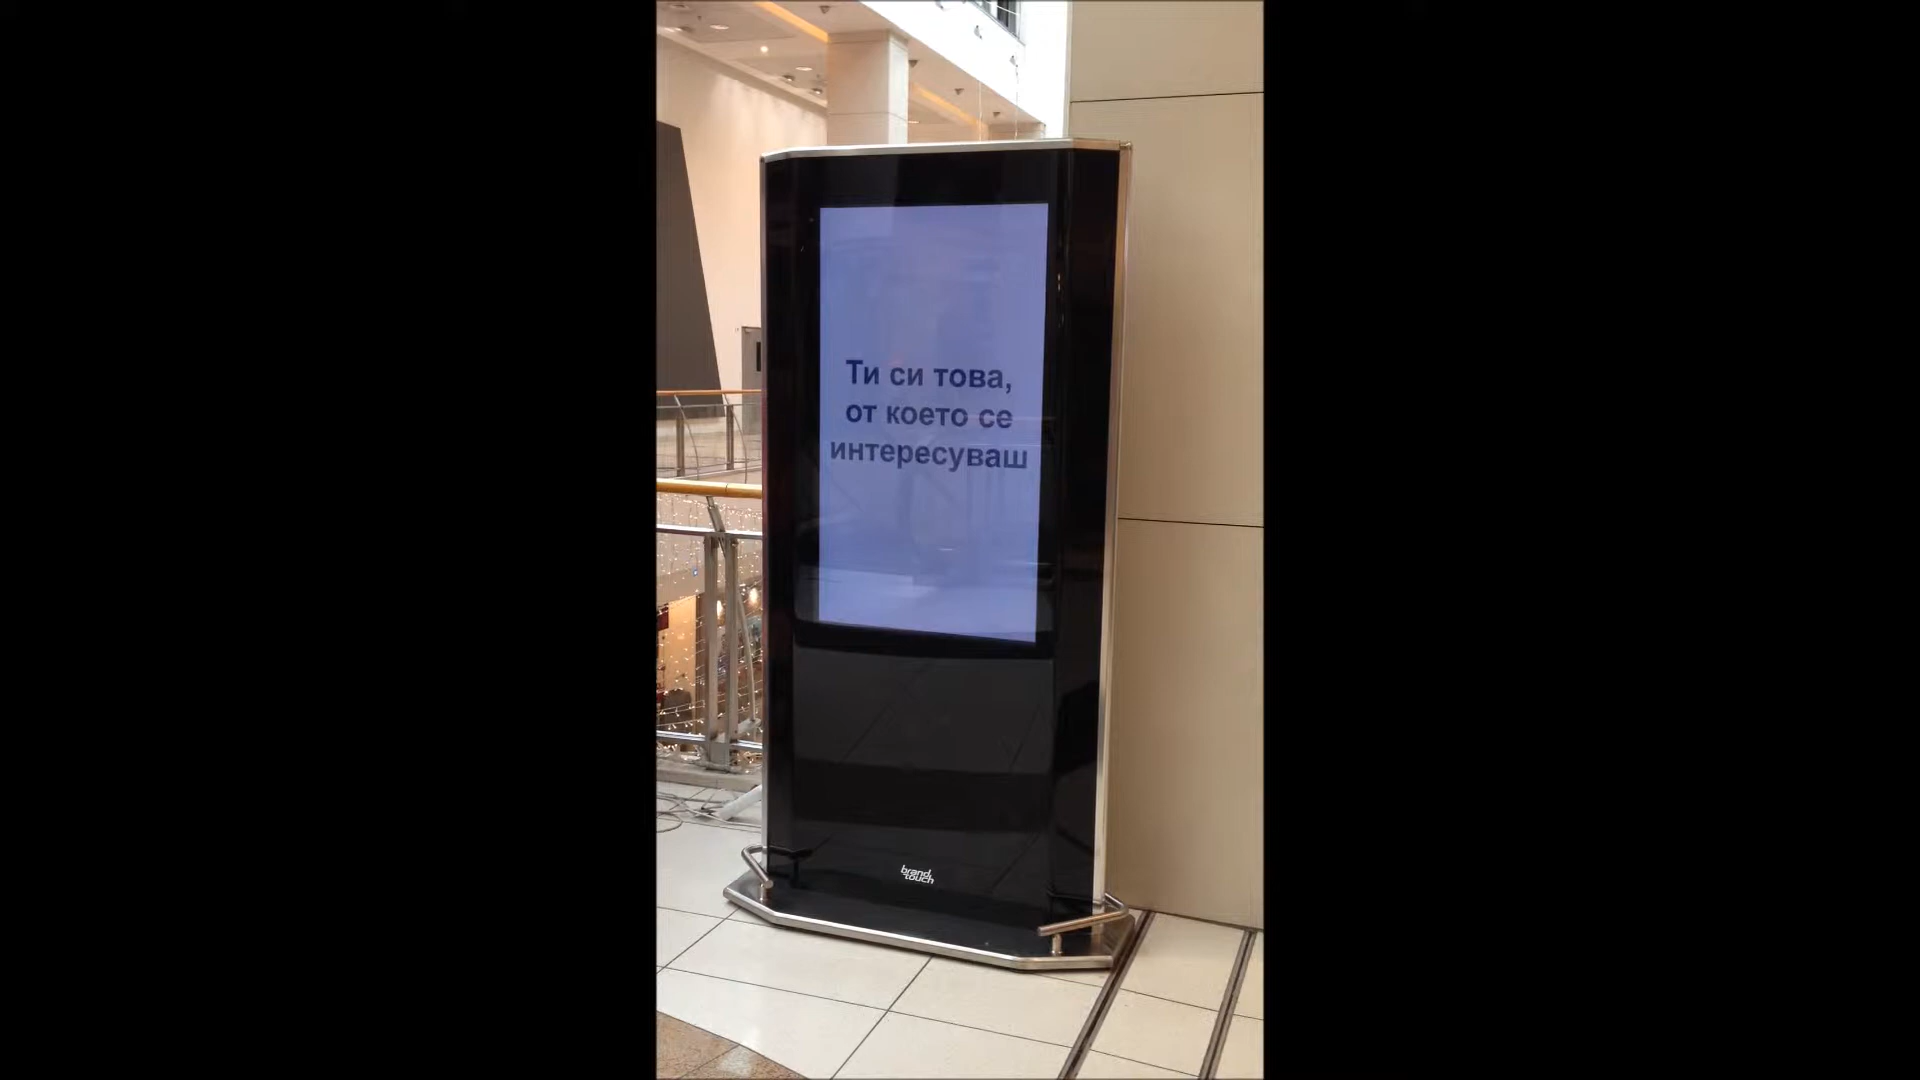 Ти си това,
от което се
интересуваш
brand
touch